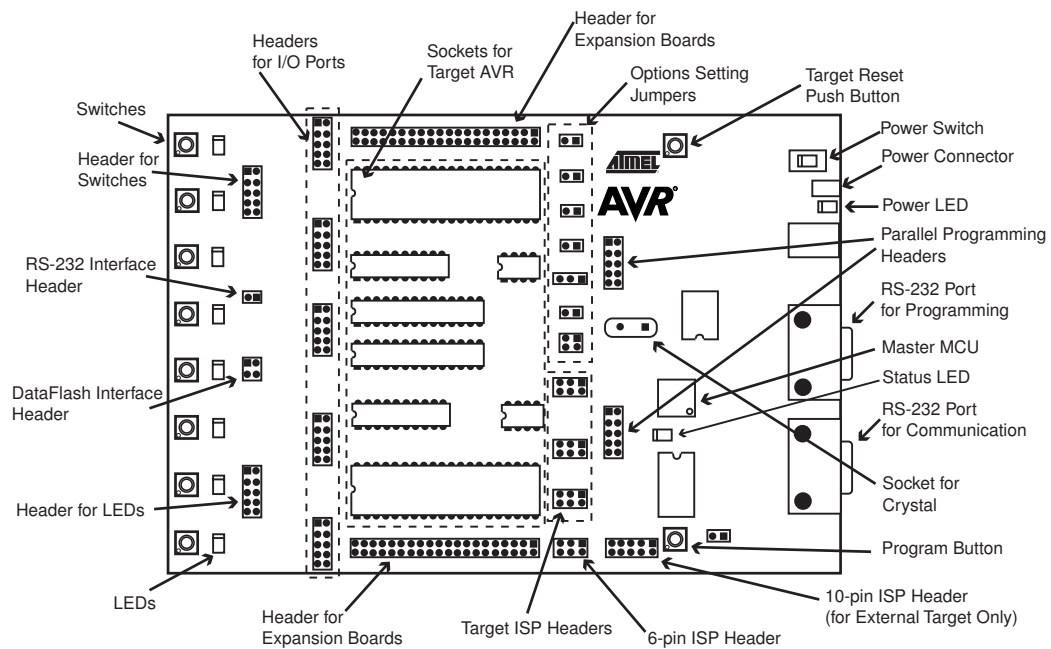 Header for
Expansion Boards
Headers
for I/O Ports
Sockets for
Target AVR
Options Setting
Jumpers
Target Reset
Push Button
Switches
Header for
Switches
Power Switch
Power Connector
Power LED
Parallel Programming
Headers
RS-232 Interface
Header
RS-232 Port
for Programming
Master MCU
Status LED
DataFlash Interface
Header
RS-232 Port
for Communication
Socket for
Crystal
Header for LEDs
Program Button
LEDs
Header for
Expansion Boards
Target ISP Headers
6-pin ISP Header
10-pin ISP Header
(for External Target Only)
ATMEL
AVR®